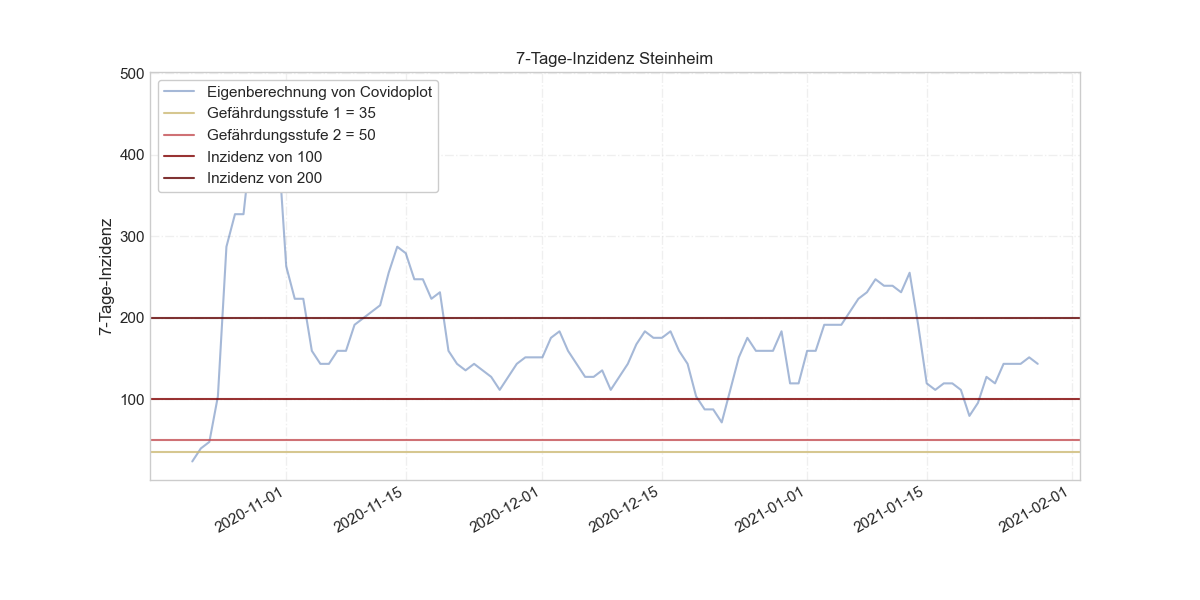 7-Tage-Inzidenz Steinheim
500
400
300
200
100
7-Tage-Inzidenz
Eigenberechnung von Covidoplot
Gefährdungsstufe 1 = 35
Gefährdungsstufe 2 = 50
Inzidenz von 100
Inzidenz von 200
2020-11-01
2020-11-15
2020-12-01
2020-12-15
2021-01-01
2021-01-15
2021-02-01